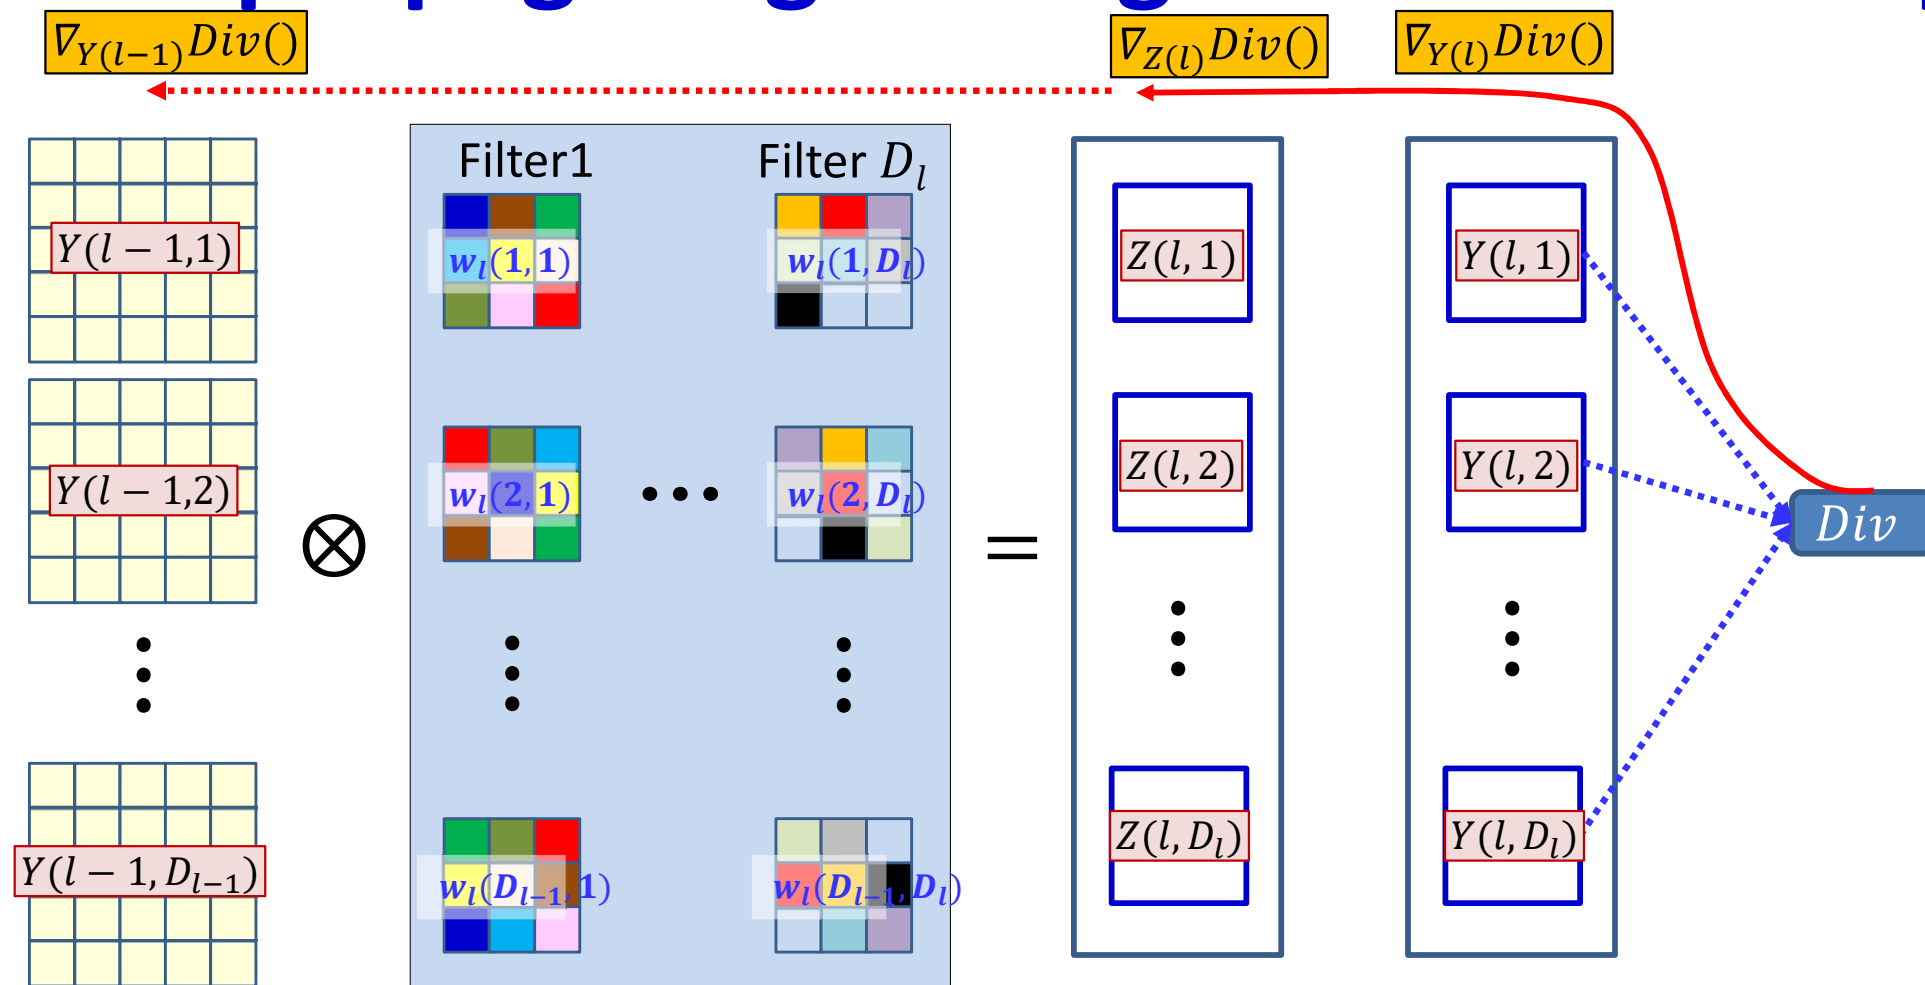 ∇Y(l−1)Div()
∇Z(l)Div()
∇Y(l)Div()
Filter1
Filter Dl
Y(l − 1,1)
wl(1, 1)
wl(1, Dl)
Z(l, 1)
Y(l, 1)
Y(l − 1,2)
wl(2, 1)
...
wl(2, Dl)
Z(l, 2)
Y(l, 2)
⊗
=
Div
Y(l − 1, Dl−1)
wl(Dl−1, 1)
wl(Dl−1, Dl)
Z(l, Dl)
Y(l, Dl)